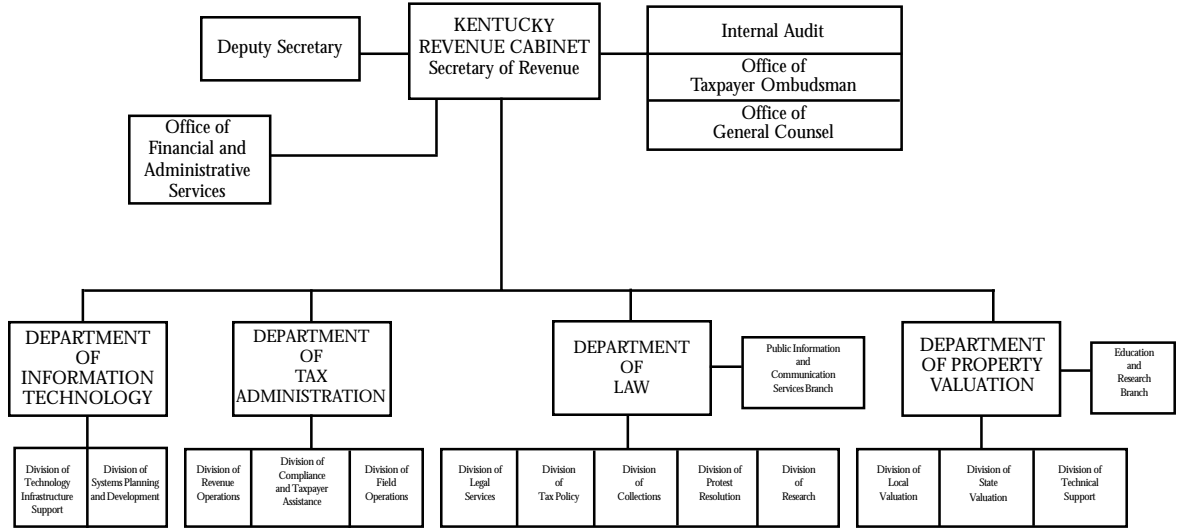 KENTUCKY
REVENUE CABINET
Secretary of Revenue
Deputy Secretary
Internal Audit
Office of
Taxpayer Ombudsman
Office of
General Counsel
Office of
Financial and
Administrative
Services
DEPARTMENT
OF
INFORMATION
TECHNOLOGY
DEPARTMENT
OF
TAX
ADMINISTRATION
DEPARTMENT
OF
LAW
Public Information
and
Communication
Services Branch
DEPARTMENT
OF PROPERTY
VALUATION
Education
and
Research
Branch
Division of
Technology
Infrastructure
Support
Division of
Systems Planning
and Development
Division of
Revenue
Operations
Division of
Compliance
and Taxpayer
Assistance
Division of
Field
Operations
Division of
Legal
Services
Division
of
Tax Policy
Division
of
Collections
Division of
Protest
Resolution
Division
of
Research
Division of
Local
Valuation
Division of
State
Valuation
Division of
Technical
Support